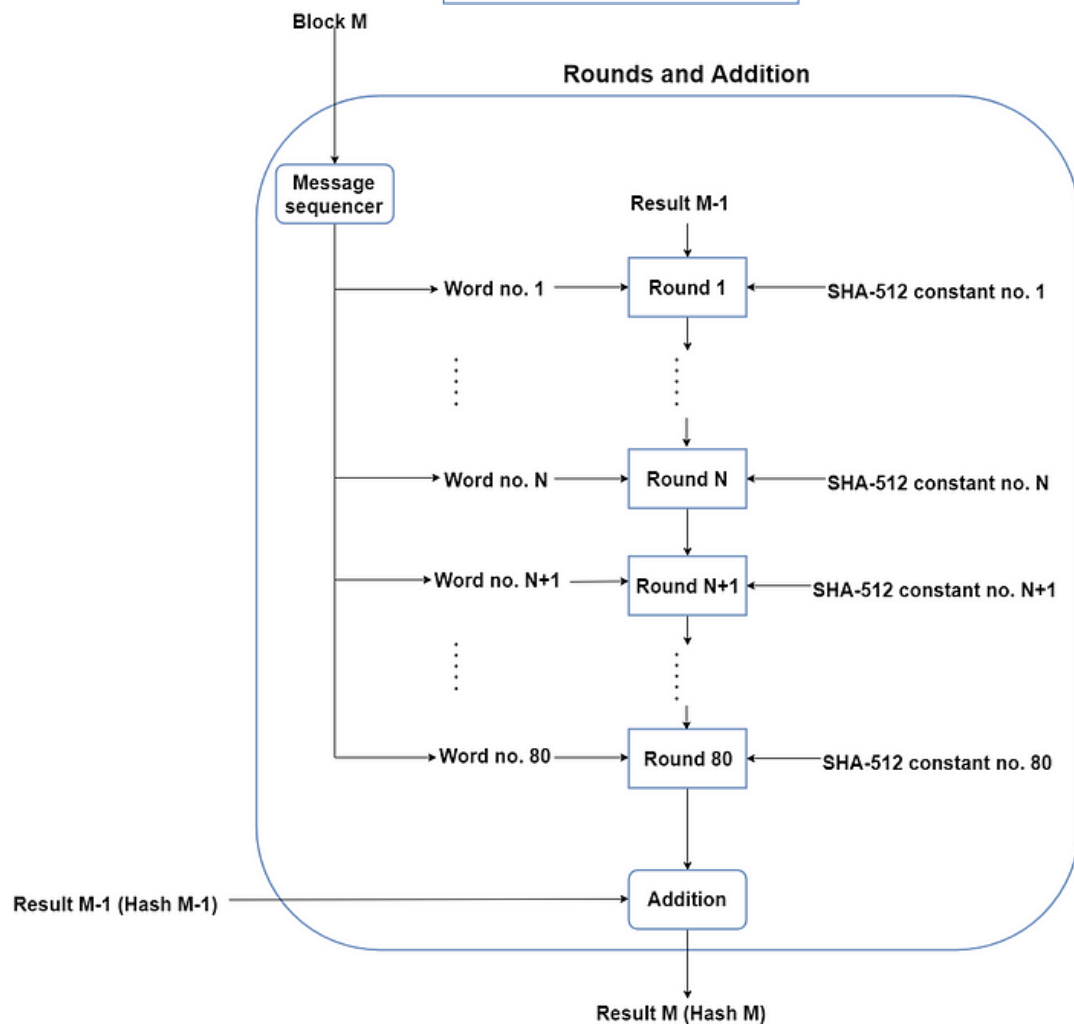 Block M
Rounds and Addition
Message
sequencer
Result M-1
Word no. 1
Round 1
SHA-512 constant no. 1
Word no. N
Round N
SHA-512 constant no. N
Word no. N+1
Round N+1
SHA-512 constant no. N+1
Word no. 80
Round 80
SHA-512 constant no. 80
Result M-1 (Hash M-1)
Addition
Result M (Hash M)